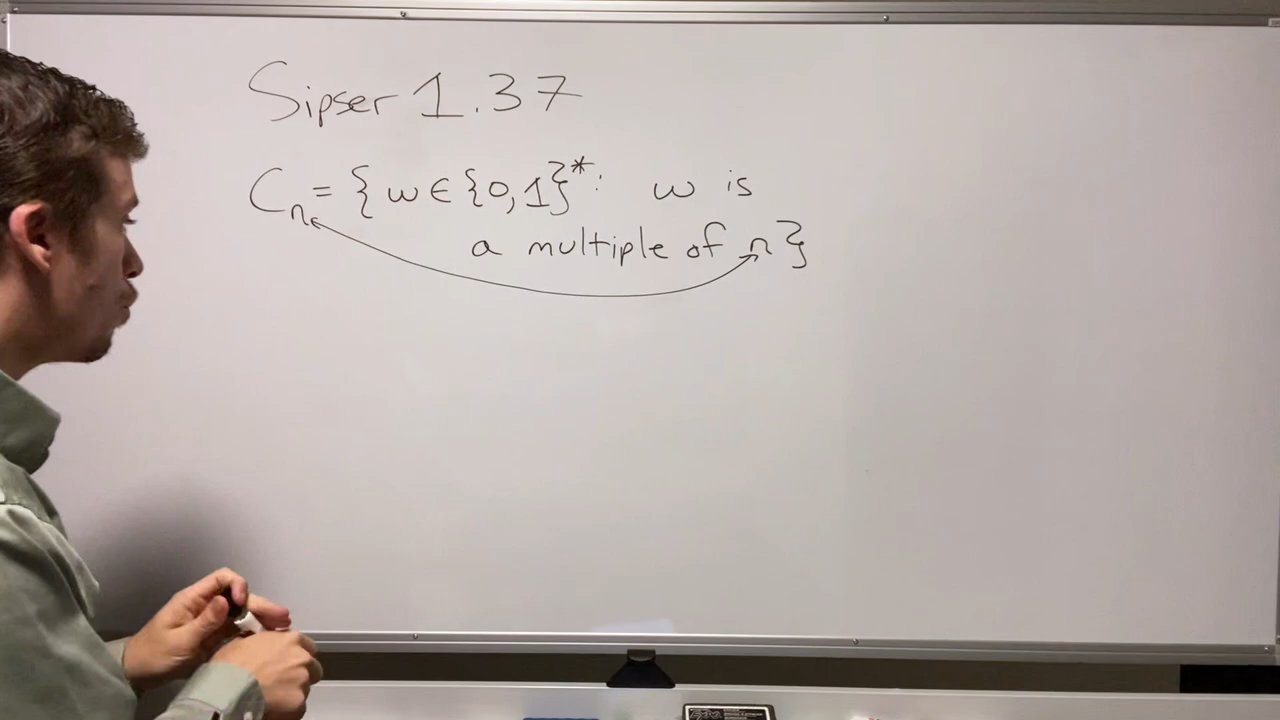 Sipser 1.37
Cₙ = {w ∈ {0,1}*: w is
a multiple of n}